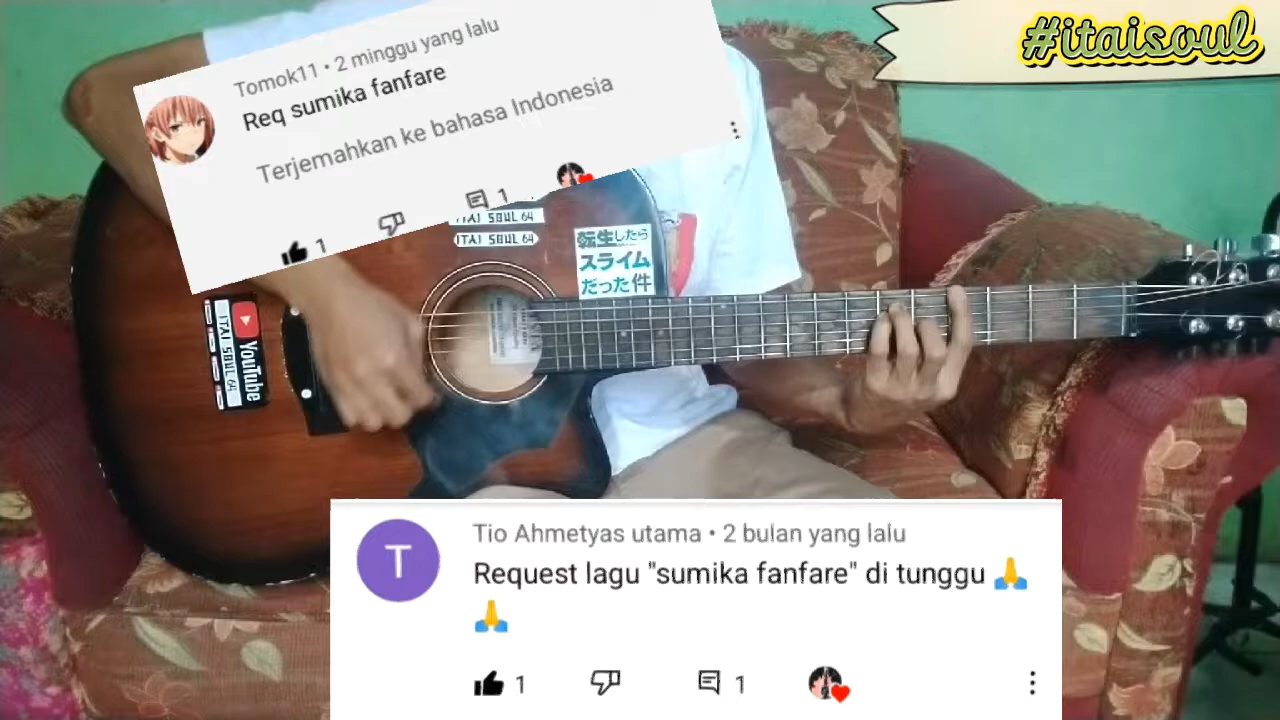 #itaisoul
Tomok11 • 2 minggu yang lalu
Req sumika fanfare
Terjemahkan ke bahasa Indonesia
1
1
ITAI SOUL 64
ITAI SOUL 64
転生したら
スライム
だった件
YouTube
ITAI SOUL 64
T
Tio Ahmetyas utama • 2 bulan yang lalu
Request lagu "sumika fanfare" di tunggu 🙏
🙏
1
1